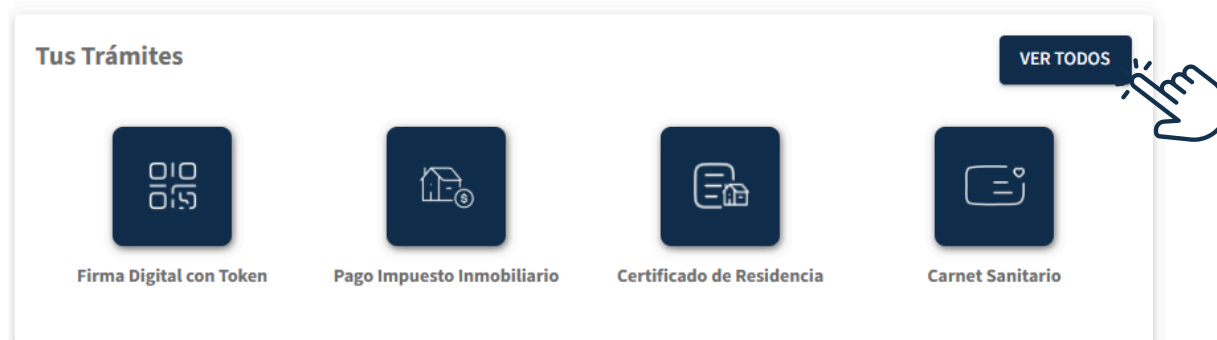 Tus Trámites
VER TODOS
Firma Digital con Token
Pago Impuesto Inmobiliario
Certificado de Residencia
Carnet Sanitario